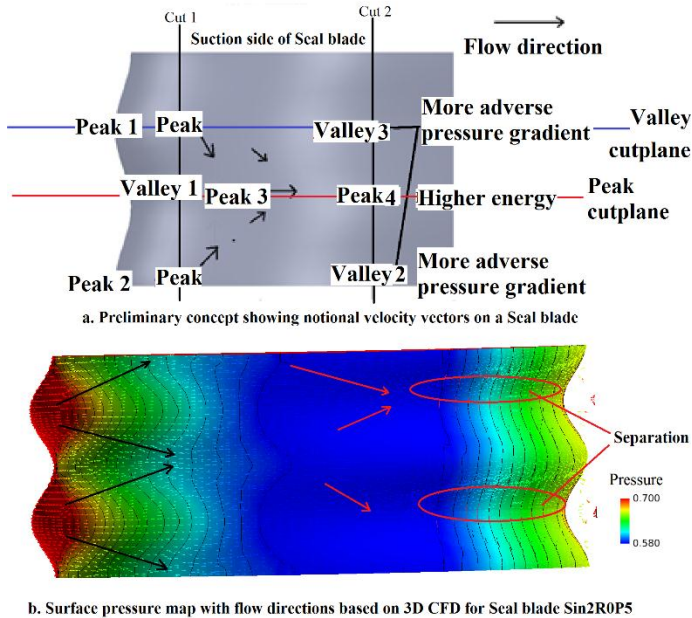 Cut 1
Cut 2
Suction side of Seal blade
Flow direction
Peak 1
Peak
Valley 3
More adverse
pressure gradient
Valley
cutplane
Valley 1
Peak 3
Peak4
Higher energy
Peak
cutplane
Peak 2
Peak
Valley 2
More adverse
pressure gradient
a. Preliminary concept showing notional velocity vectors on a Seal blade
Separation
Pressure
0.700
0.580
b. Surface pressure map with flow directions based on 3D CFD for Seal blade Sin2R0P5